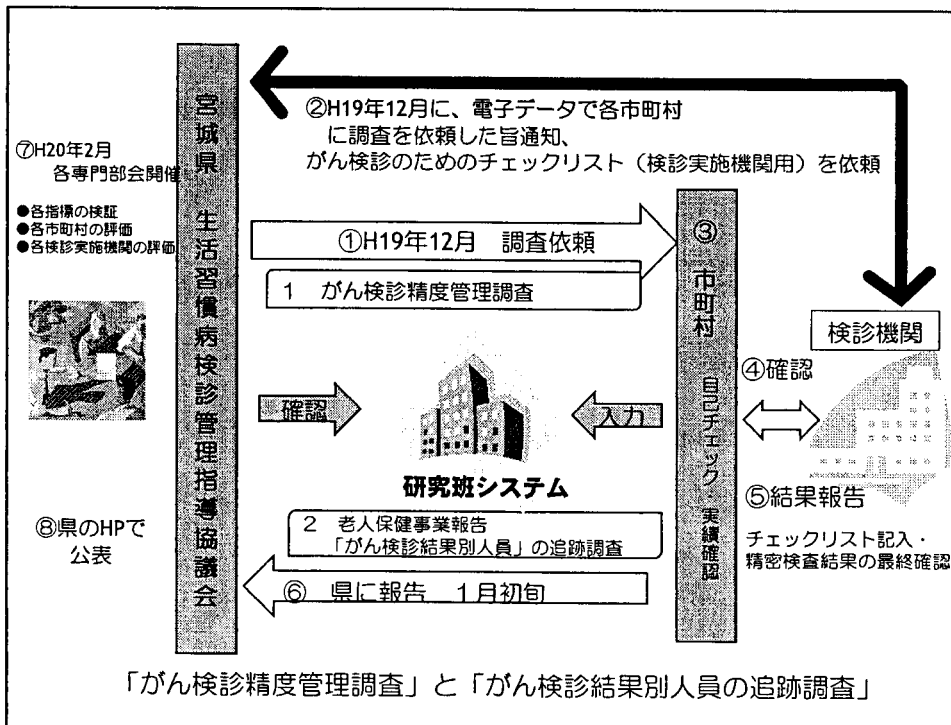 ②H19年12月に、電子データで各市町村
に調査を依頼した旨通知、
がん検診のためのチェックリスト（検診実施機関用）を依頼
⑦H20年2月
各専門部会開催
●各指標の検証
●各市町村の評価
●各検診実施機関の評価
宮城県 生活習慣病検診管理指導協議会
①H19年12月 調査依頼
1 がん検診精度管理調査
③ 市町村 自己チェック・実績確認
検診機関
④確認
確認
入力
研究班システム
⑤結果報告
チェックリスト記入・
精密検査結果の最終確認
⑧県のHPで
公表
2 老人保健事業報告
「がん検診結果別人員」の追跡調査
⑥ 県に報告 1月初旬
「がん検診精度管理調査」と「がん検診結果別人員の追跡調査」